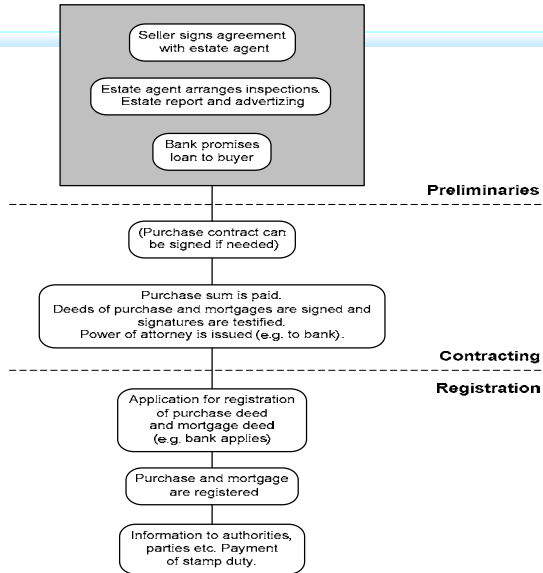 Seller signs agreement
with estate agent
Estate agent arranges inspections.
Estate report and advertizing
Bank promises
loan to buyer
Preliminaries
(Purchase contract can
be signed if needed)
Purchase sum is paid.
Deeds of purchase and mortgages are signed and
signatures are testified.
Power of attorney is issued (e.g. to bank).
Contracting
Registration
Application for registration
of purchase deed
and mortgage deed
(e.g. bank applies)
Purchase and mortgage
are registered
Information to authorities,
parties etc. Payment
of stamp duty.